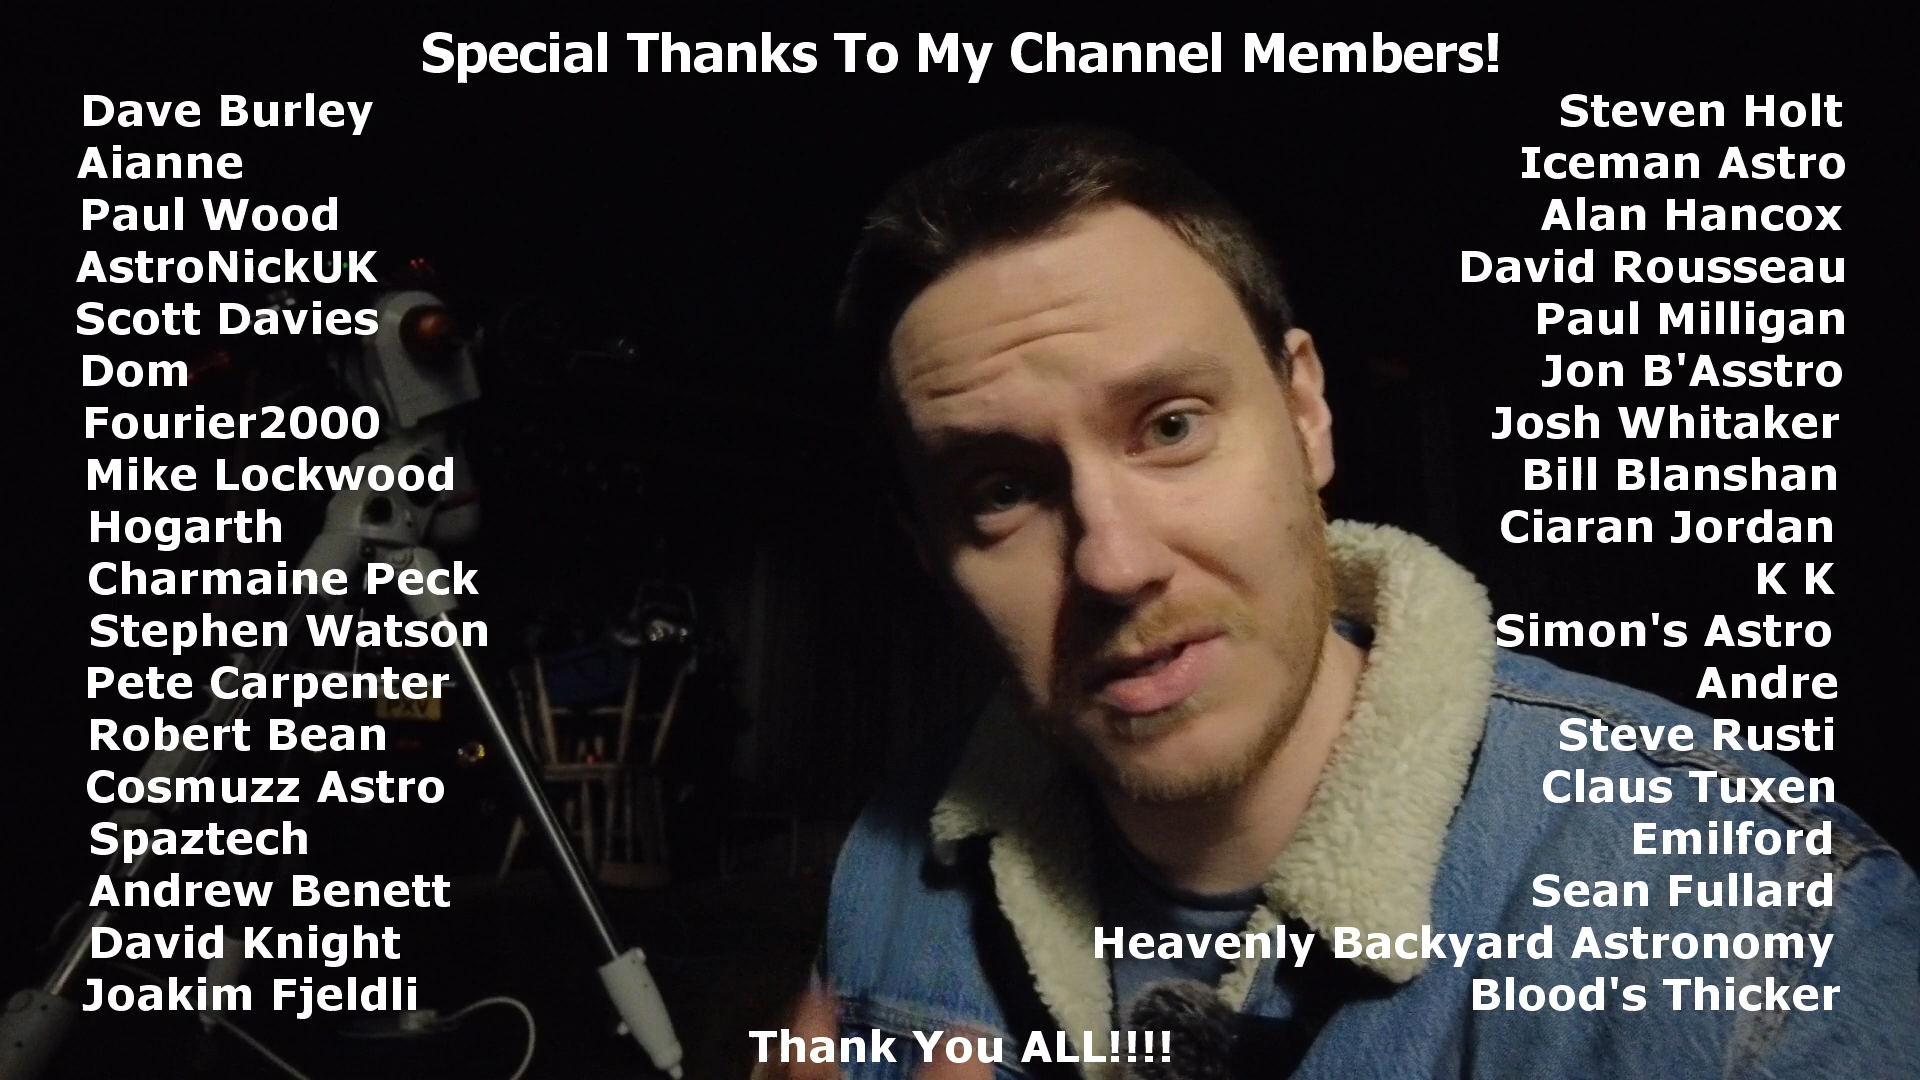 Special Thanks To My Channel Members!
Dave Burley
Aianne
Paul Wood
AstroNickUK
Scott Davies
Dom
Fourier2000
Mike Lockwood
Hogarth
Charmaine Peck
Stephen Watson
Pete Carpenter
Robert Bean
Cosmuzz Astro
Spaztech
Andrew Benett
David Knight
Joakim Fjeldli
Steven Holt
Iceman Astro
Alan Hancox
David Rousseau
Paul Milligan
Jon B'Asstro
Josh Whitaker
Bill Blanshan
Ciaran Jordan
K K
Simon's Astro
Andre
Steve Rusti
Claus Tuxen
Emilford
Sean Fullard
Heavenly Backyard Astronomy
Blood's Thicker
Thank You ALL!!!!